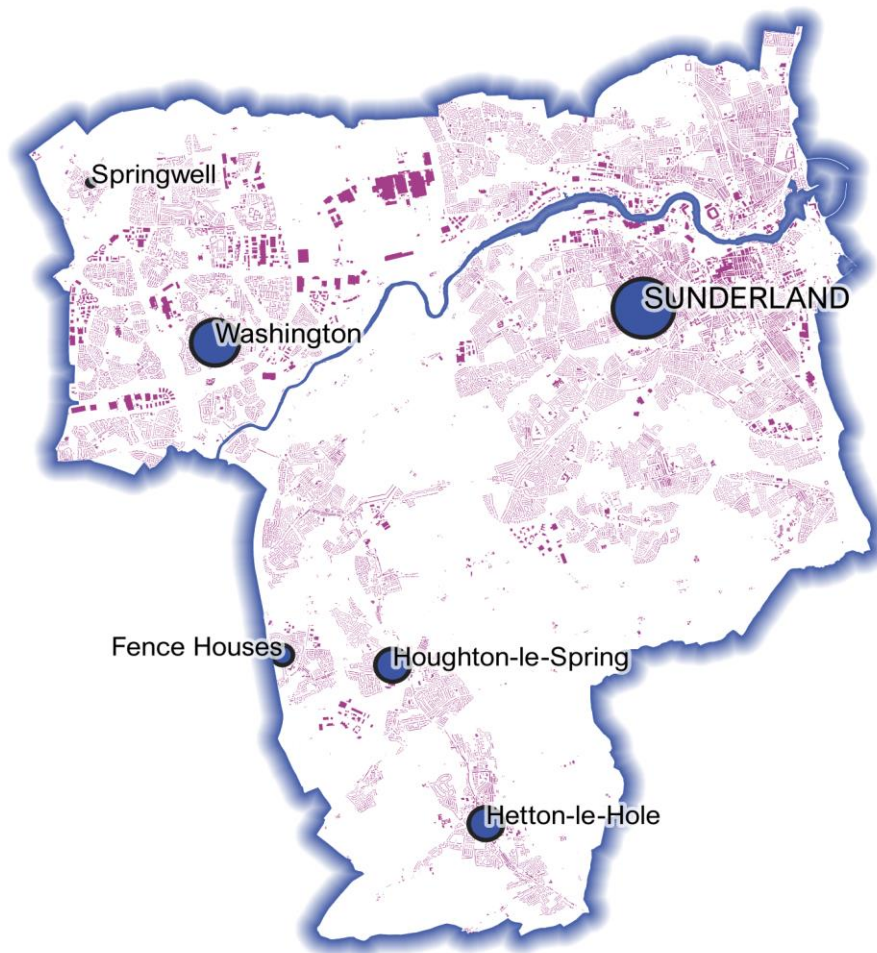 Springwell
SUNDERLAND
Washington
Fence Houses
Houghton-le-Spring
Hetton-le-Hole